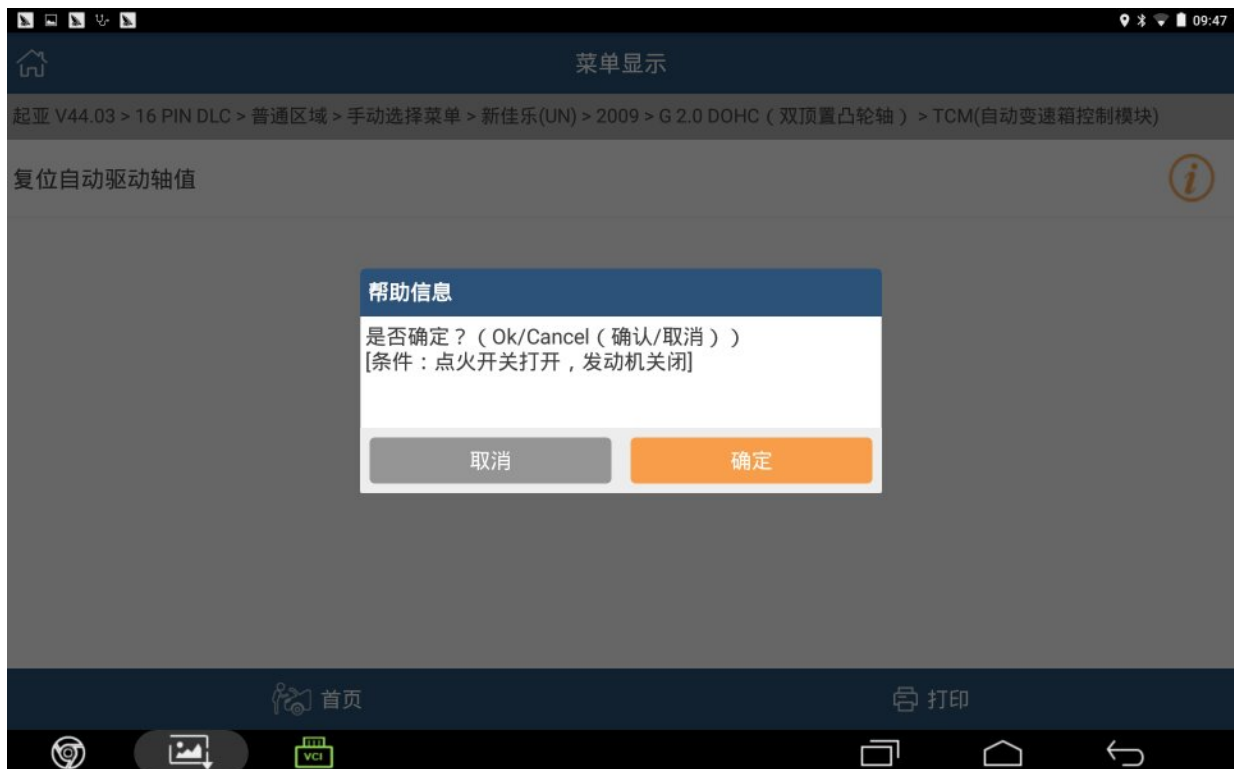 09:47
菜单显示
起亚 V44.03 > 16 PIN DLC > 普通区域 > 手动选择菜单 > 新佳乐(UN) > 2009 > G 2.0 DOHC（双顶置凸轮轴）> TCM(自动变速箱控制模块)
复位自动驱动轴值
i
帮助信息
是否确定？（Ok/Cancel（确认/取消））
[条件：点火开关打开，发动机关闭]
取消 确定
首页 打印
VCI